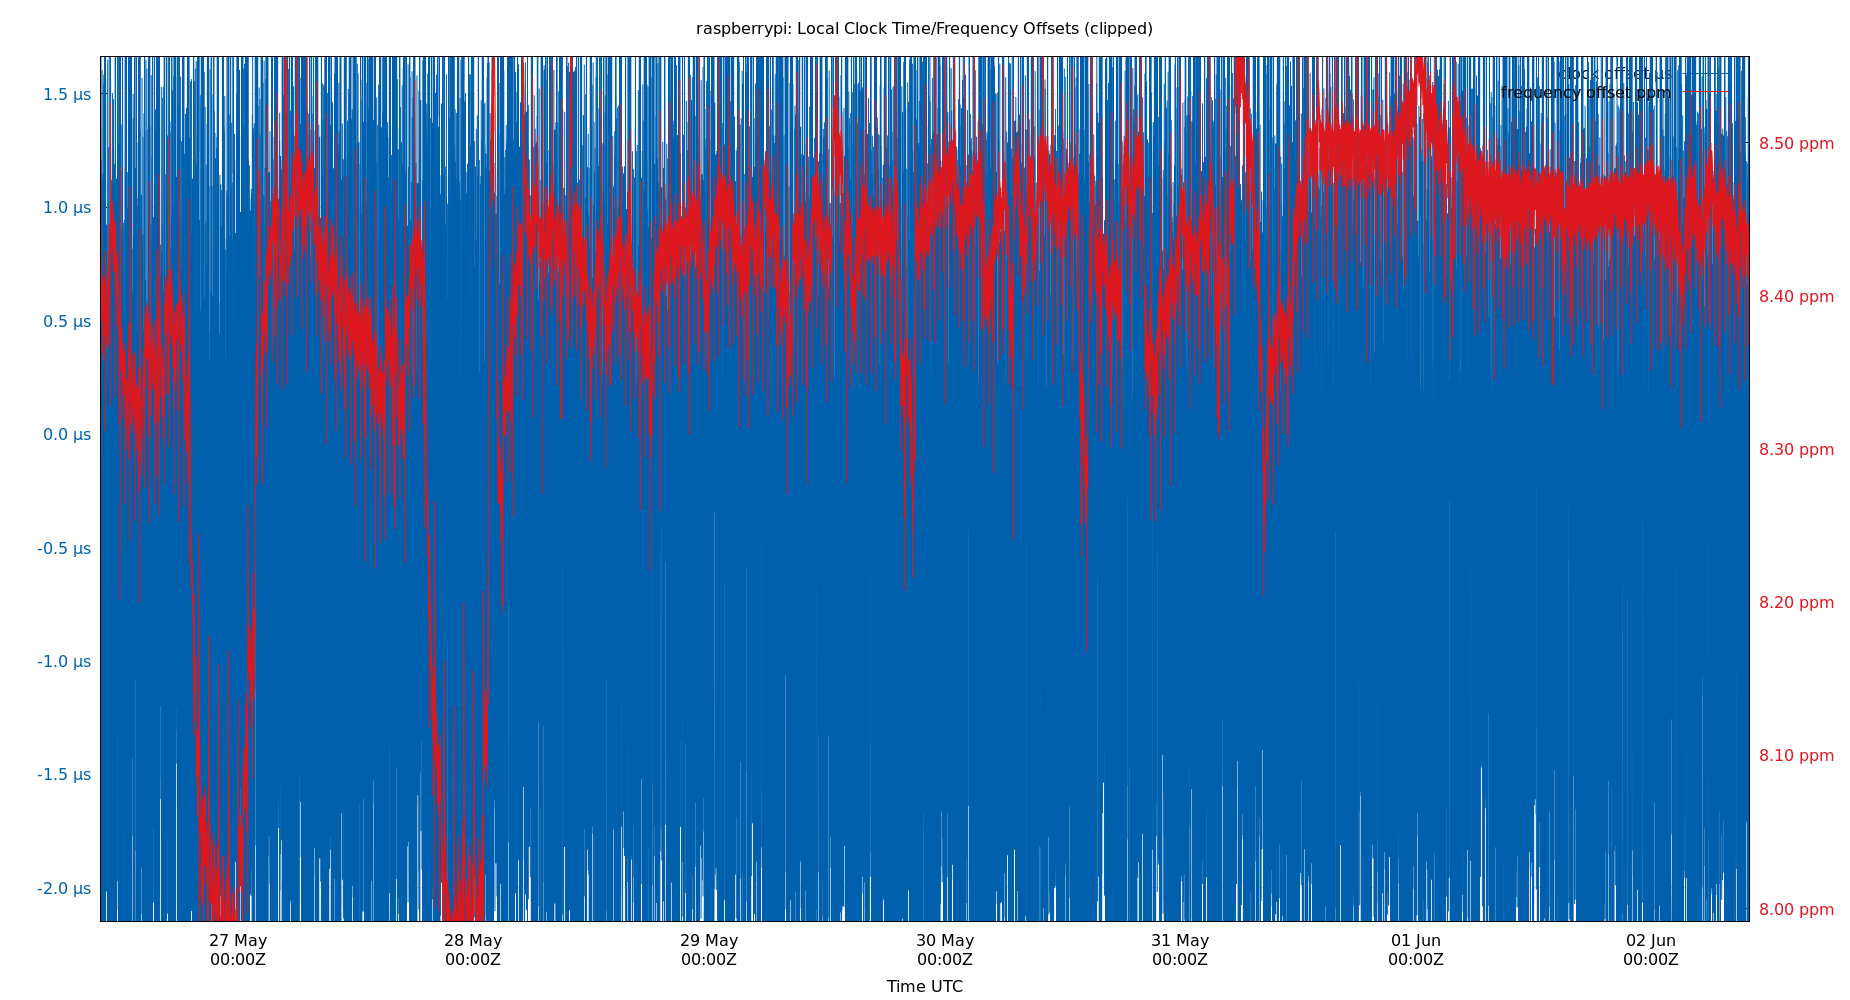 raspberrypi: Local Clock Time/Frequency Offsets (clipped)
clock offset µs
frequency offset ppm
1.5 µs
1.0 µs
0.5 µs
0.0 µs
-0.5 µs
-1.0 µs
-1.5 µs
-2.0 µs
8.50 ppm
8.40 ppm
8.30 ppm
8.20 ppm
8.10 ppm
8.00 ppm
27 May 28 May 29 May 30 May 31 May 01 Jun 02 Jun
00:00Z 00:00Z 00:00Z 00:00Z 00:00Z 00:00Z 00:00Z
Time UTC